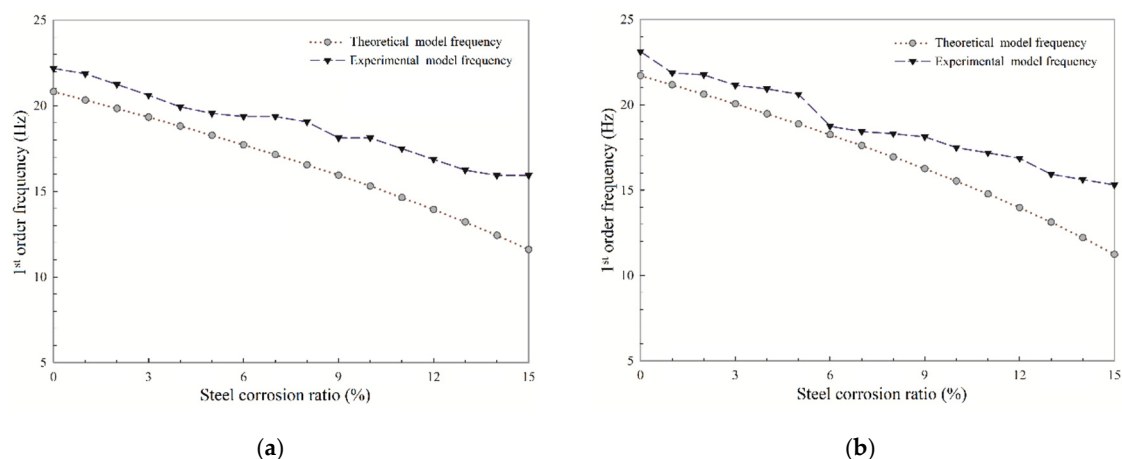 25
20
15
10
5
1st order frequency (Hz)
Theoretical model frequency
Experimental model frequency
0
3
6
9
12
15
Steel corrosion ratio (%)
(a)
25
20
15
10
5
1st order frequency (Hz)
Theoretical model frequency
Experimental model frequency
0
3
6
9
12
15
Steel corrosion ratio (%)
(b)